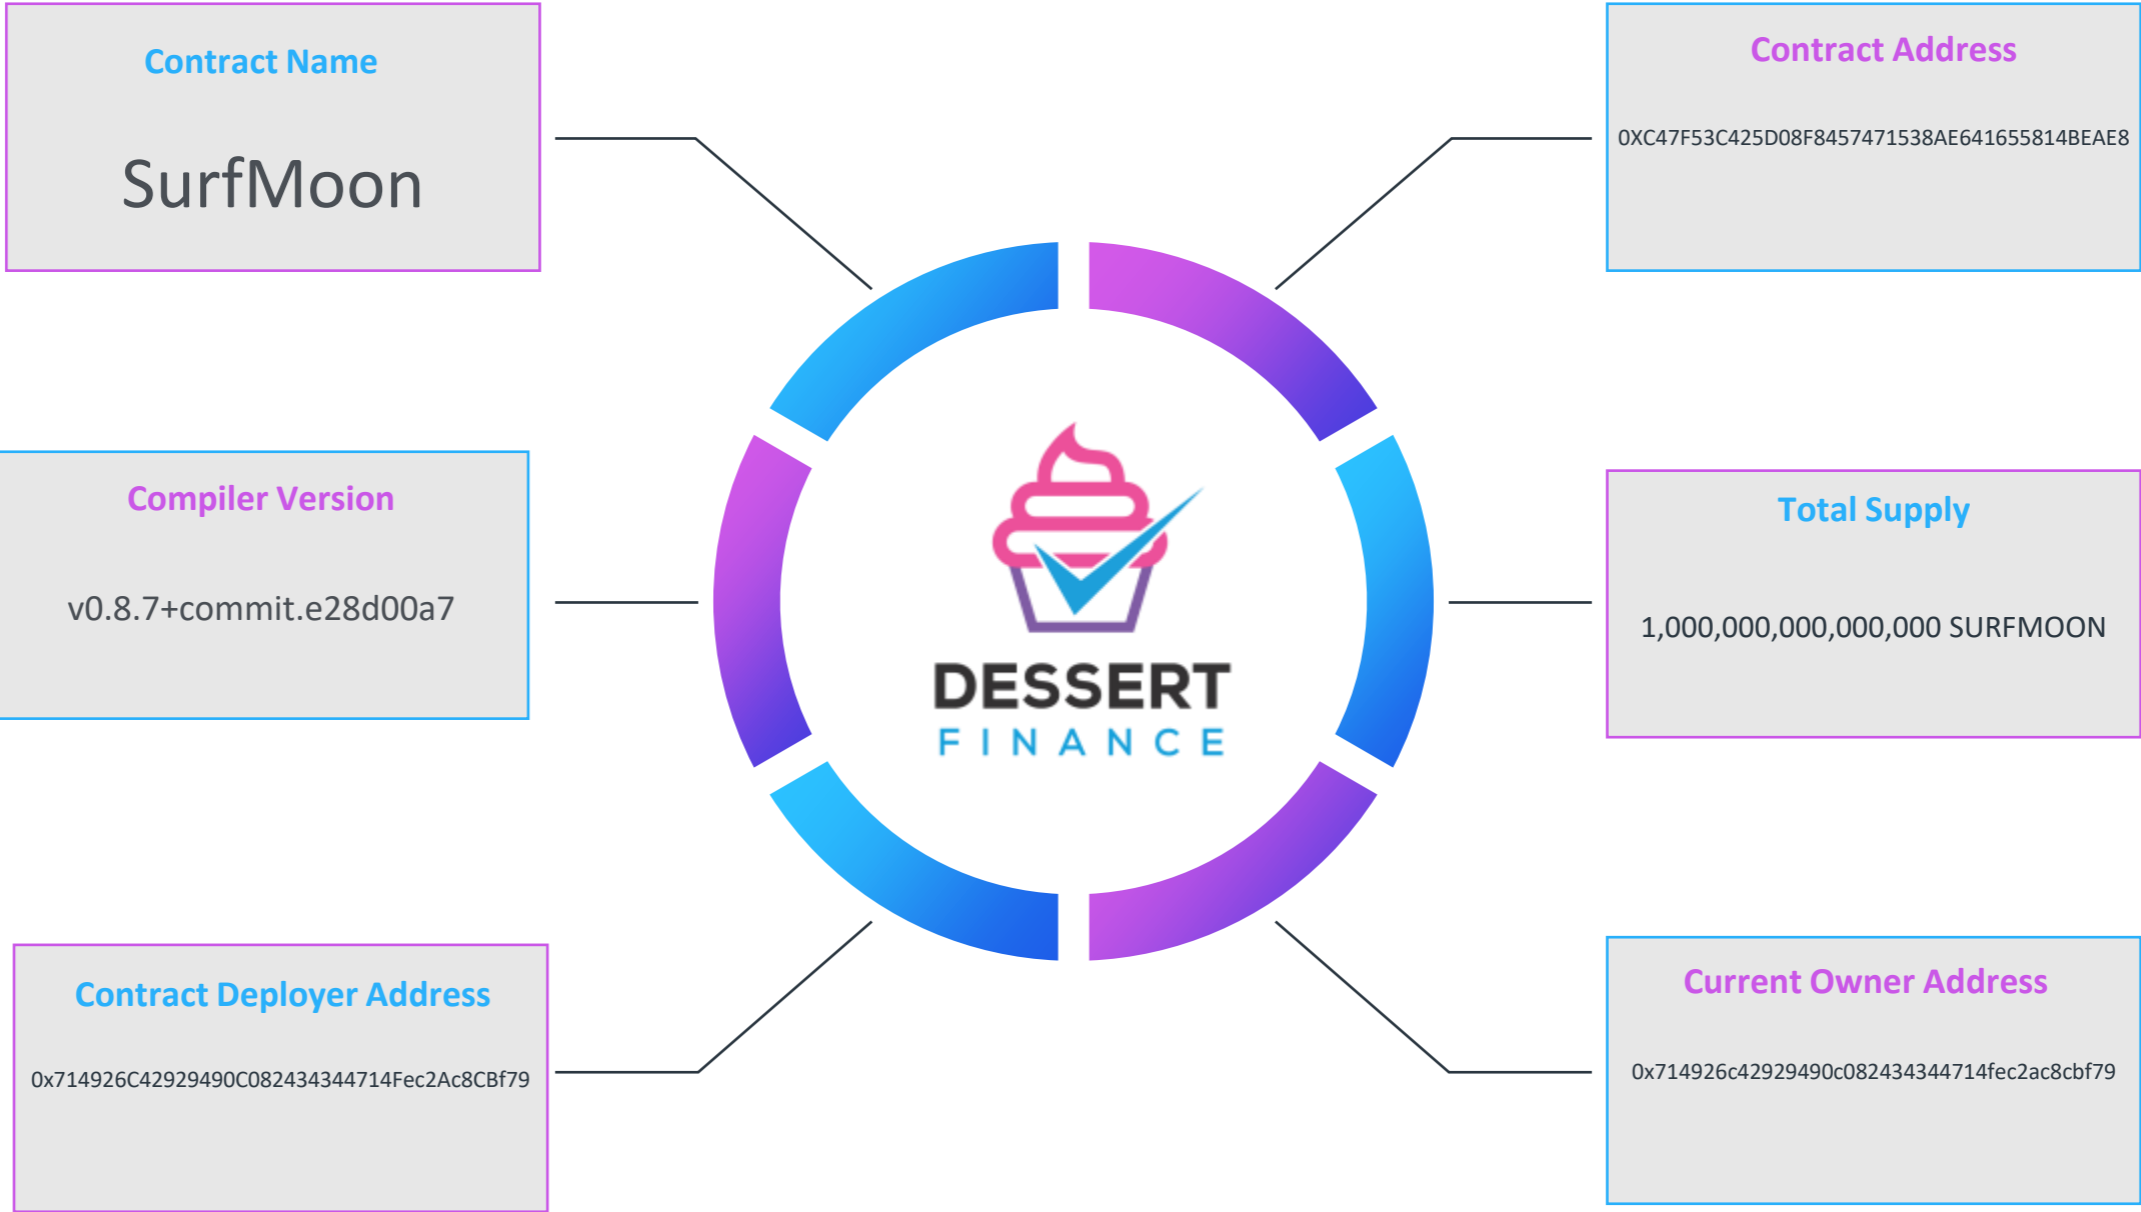 Contract Name
SurfMoon
Contract Address
0XC47F53C425D08F8457471538AE641655814BEAE8
Compiler Version
v0.8.7+commit.e28d00a7
DESSERT
FINANCE
Total Supply
1,000,000,000,000,000 SURFMOON
Contract Deployer Address
0x714926C42929490C082434344714Fec2Ac8CBf79
Current Owner Address
0x714926c42929490c082434344714fec2ac8cbf79